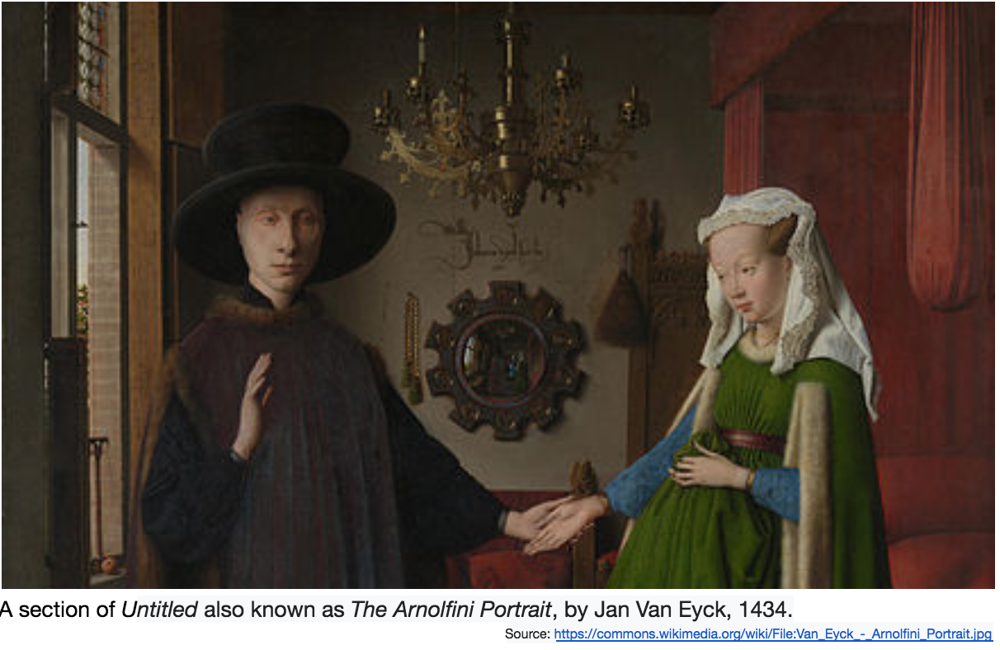 A section of Untitled also known as The Arnolfini Portrait, by Jan Van Eyck, 1434.
Source: https://commons.wikimedia.org/wiki/File:Van_Eyck_-_Arnolfini_Portrait.jpg